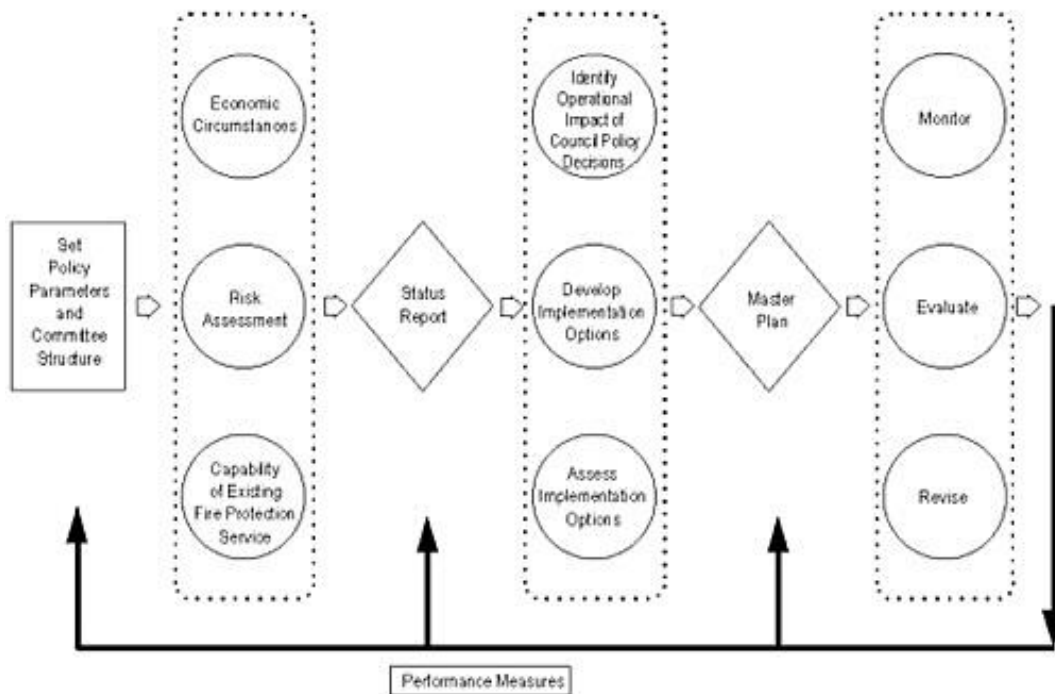 Set
Policy
Parameters
and
Committee
Structure
Economic
Circumstances
Risk
Assessment
Capability
of Existing
Fire Protection
Service
Status
Report
Identify
Operational
Impact of
Council Policy
Decisions
Develop
Implementation
Options
Assess
Implementation
Options
Master
Plan
Monitor
Evaluate
Revise
Performance Measures